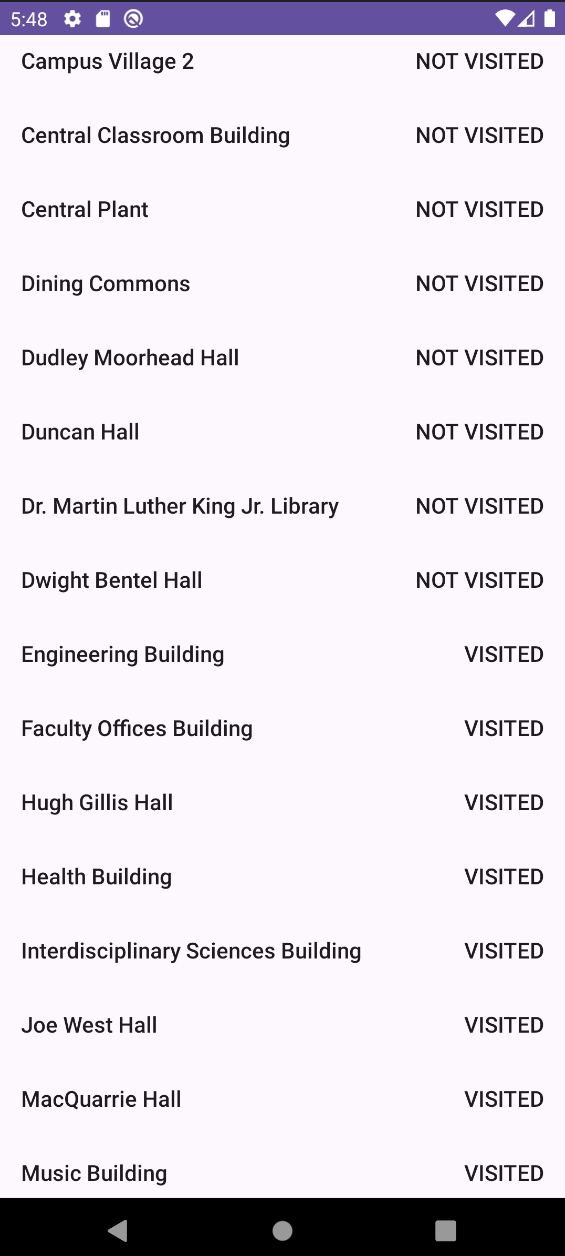 5:48
Campus Village 2 NOT VISITED
Central Classroom Building NOT VISITED
Central Plant NOT VISITED
Dining Commons NOT VISITED
Dudley Moorhead Hall NOT VISITED
Duncan Hall NOT VISITED
Dr. Martin Luther King Jr. Library NOT VISITED
Dwight Bentel Hall NOT VISITED
Engineering Building VISITED
Faculty Offices Building VISITED
Hugh Gillis Hall VISITED
Health Building VISITED
Interdisciplinary Sciences Building VISITED
Joe West Hall VISITED
MacQuarrie Hall VISITED
Music Building VISITED